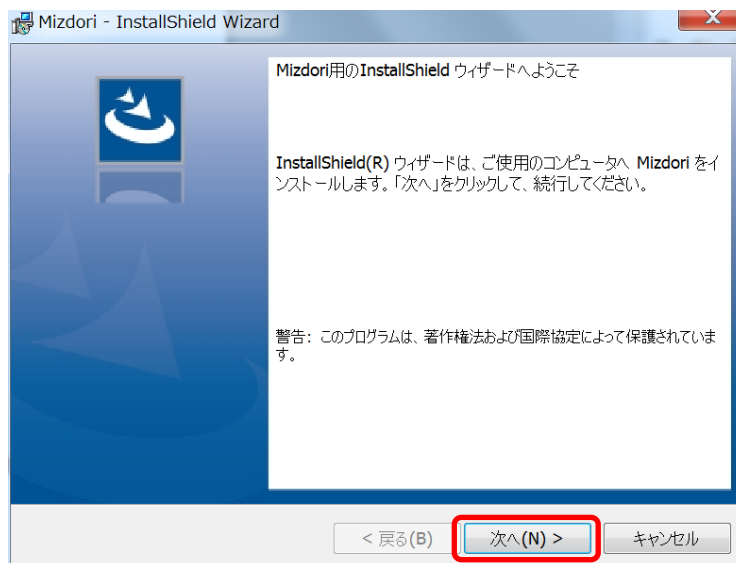 Mizdori - InstallShield Wizard
Mizdori用のInstallShield ウィザードへようこそ
InstallShield(R) ウィザードは、ご使用のコンピュータへ Mizdori をイ
ンストールします。「次へ」をクリックして、続行してください。
警告: このプログラムは、著作権法および国際協定によって保護されていま
す。
< 戻る(B)
次へ(N) >
キャンセル